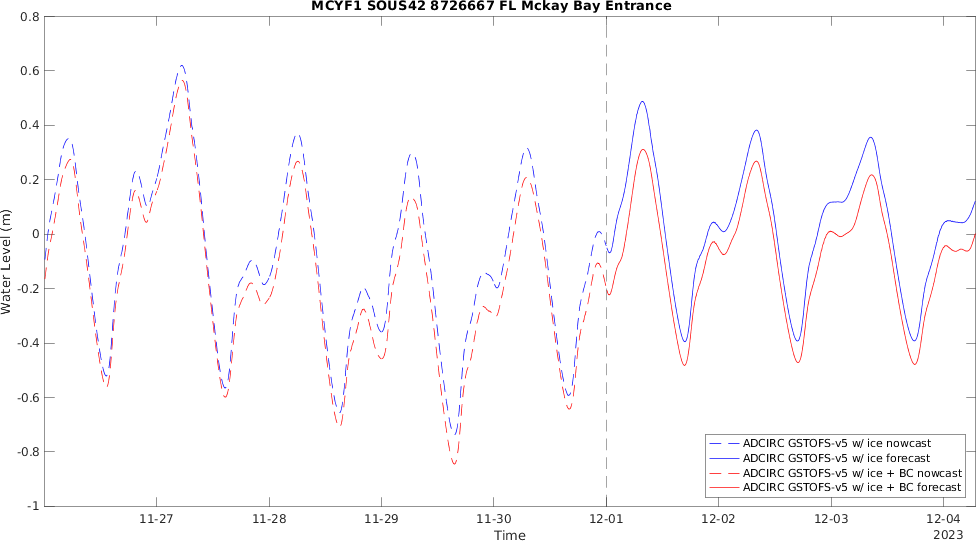 MCYF1 SOUS42 8726667 FL Mckay Bay Entrance
0.8
0.6
0.4
0.2
0
-0.2
-0.4
-0.6
-0.8
-1
Water Level (m)
11-27 11-28 11-29 11-30 12-01 12-02 12-03 12-04
Time
2023
ADCIRC GSTOFS-v5 w/ ice nowcast
ADCIRC GSTOFS-v5 w/ ice forecast
ADCIRC GSTOFS-v5 w/ ice + BC nowcast
ADCIRC GSTOFS-v5 w/ ice + BC forecast